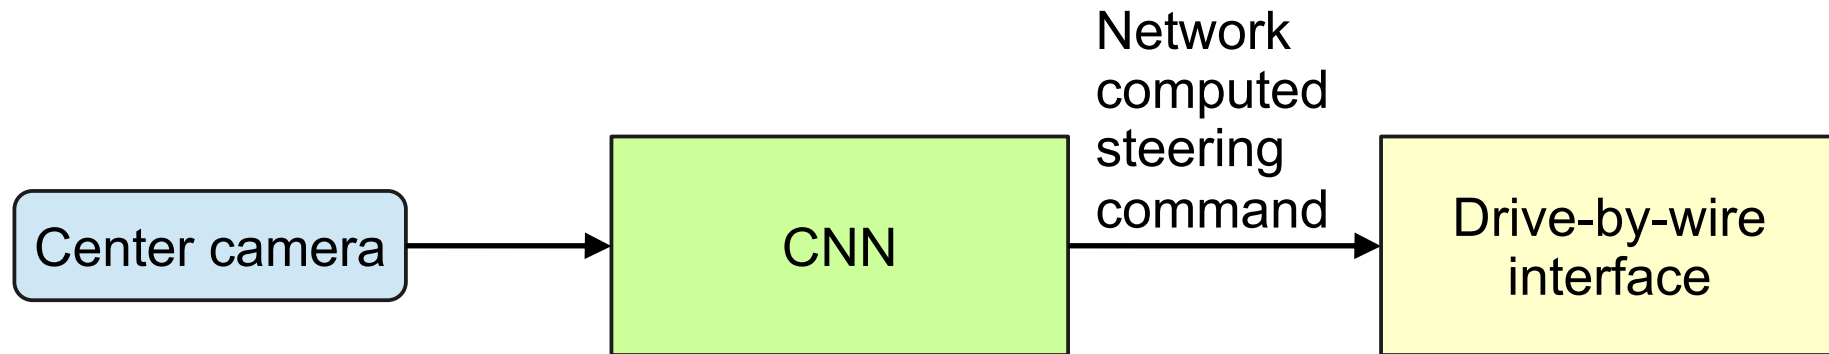 Center camera
CNN
Network
computed
steering
command
Drive-by-wire
interface